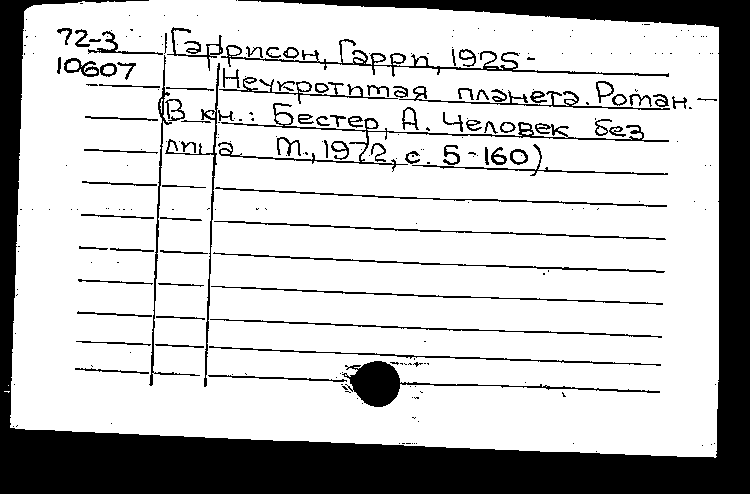 72-3 Гаррисон, Гарри, 1925-
10607 Неукротимая планета. Роман. —
(В кн.: Бестер, А. Человек без
лица М., 1972, с. 5-160).